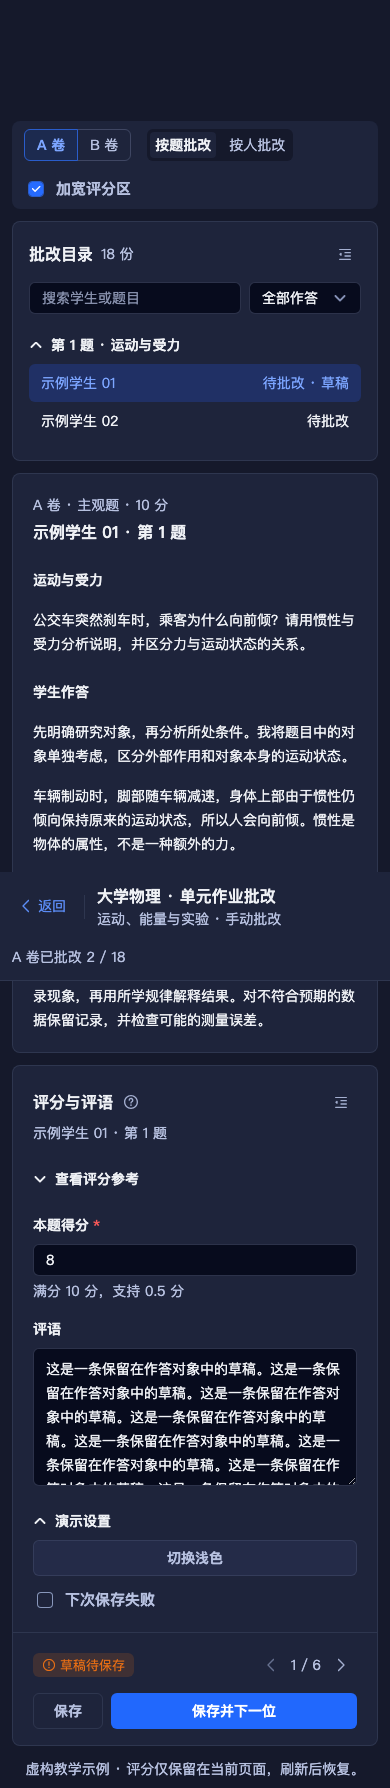 A 卷 B 卷 按题批改 按人批改
加宽评分区
批改目录 18 份
搜索学生或题目 全部作答
第 1 题 · 运动与受力
示例学生 01 待批改 · 草稿
示例学生 02 待批改
A 卷 · 主观题 · 10 分
示例学生 01 · 第 1 题
运动与受力
公交车突然刹车时，乘客为什么向前倾？请用惯性与
受力分析说明，并区分力与运动状态的关系。
学生作答
先明确研究对象，再分析所处条件。我将题目中的对
象单独考虑，区分外部作用和对象本身的运动状态。
车辆制动时，脚部随车辆减速，身体上部由于惯性仍
倾向保持原来的运动状态，所以人会向前倾。惯性是
物体的属性，不是一种额外的力。
返回 大学物理 · 单元作业批改
运动、能量与实验 · 手动批改
A 卷已批改 2 / 18
录现象，再用所学规律解释结果。对不符合预期的数
据保留记录，并检查可能的测量误差。
评分与评语
示例学生 01 · 第 1 题
查看评分参考
本题得分 *
8
满分 10 分，支持 0.5 分
评语
这是一条保留在作答对象中的草稿。这是一条保
留在作答对象中的草稿。这是一条保留在作答对
象中的草稿。这是一条保留在作答对象中的草
稿。这是一条保留在作答对象中的草稿。这是一
条保留在作答对象中的草稿。这是一条保留在作
演示设置
切换浅色
下次保存失败
草稿待保存 1 / 6
保存 保存并下一位
虚构教学示例 · 评分仅保留在当前页面，刷新后恢复。